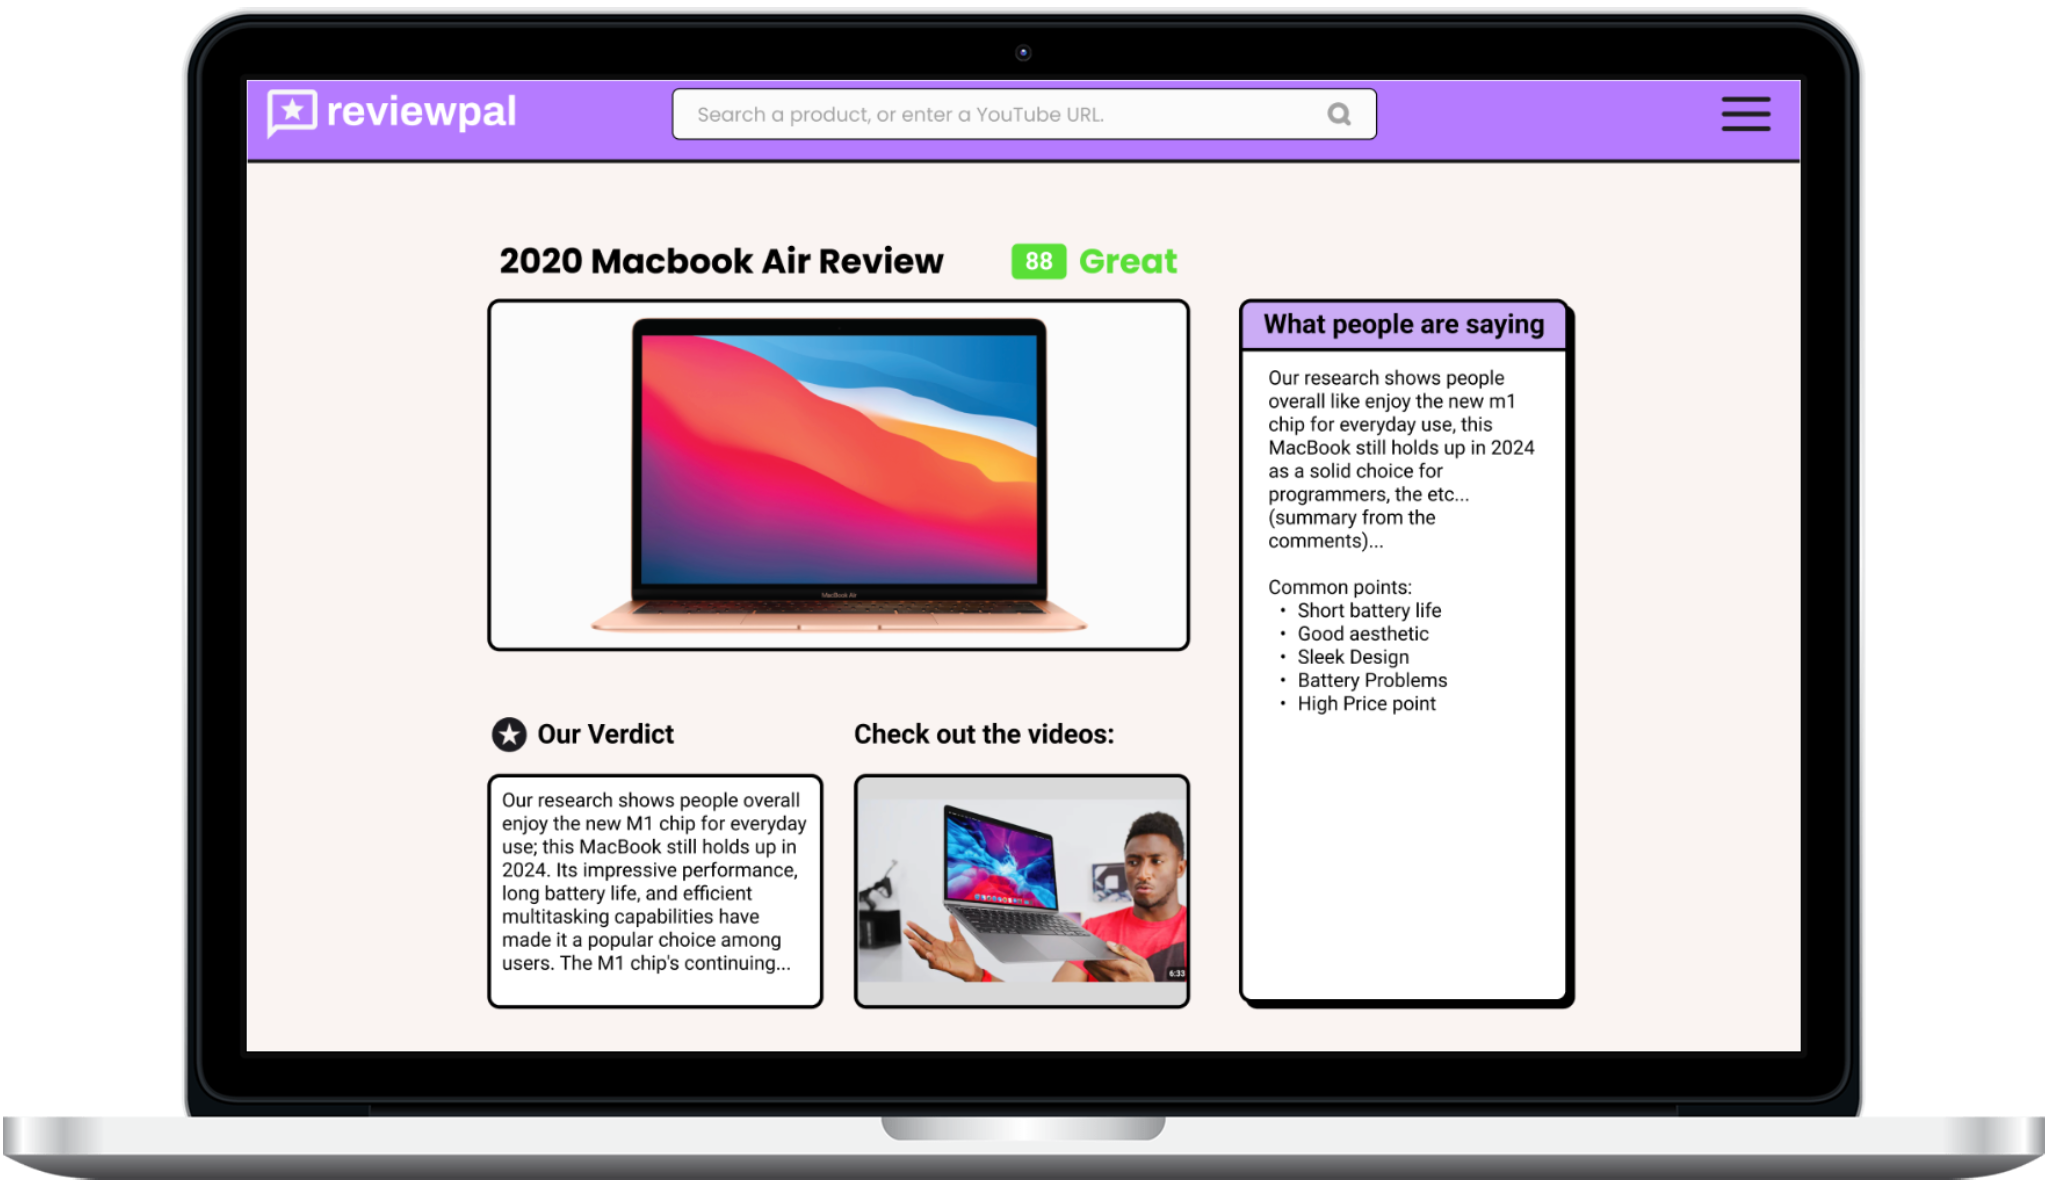 reviewpal
Search a product, or enter a YouTube URL.
2020 Macbook Air Review
88 Great
MacBook Air
What people are saying
Our research shows people
overall like enjoy the new m1
chip for everyday use, this
MacBook still holds up in 2024
as a solid choice for
programmers, the etc...
(summary from the
comments)...
Common points:
• Short battery life
• Good aesthetic
• Sleek Design
• Battery Problems
• High Price point
Our Verdict
Our research shows people overall
enjoy the new M1 chip for everyday
use; this MacBook still holds up in
2024. Its impressive performance,
long battery life, and efficient
multitasking capabilities have
made it a popular choice among
users. The M1 chip's continuing...
Check out the videos:
6:33